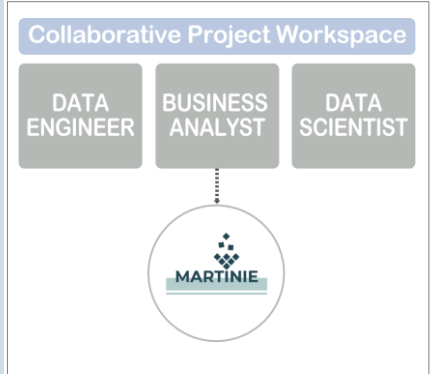 Collaborative Project Workspace
DATA
ENGINEER
BUSINESS
ANALYST
DATA
SCIENTIST
MARTINIE